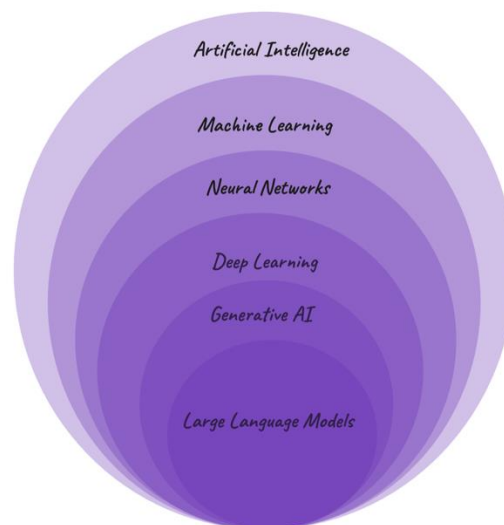 Artificial Intelligence
Machine Learning
Neural Networks
Deep Learning
Generative AI
Large Language Models